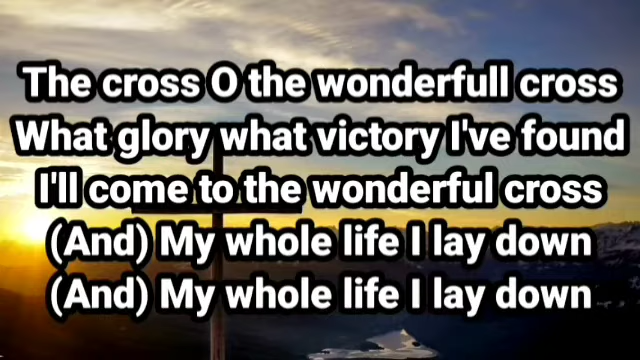 The cross O the wonderfull cross
What glory what victory I've found
I'll come to the wonderful cross
(And) My whole life I lay down
(And) My whole life I lay down